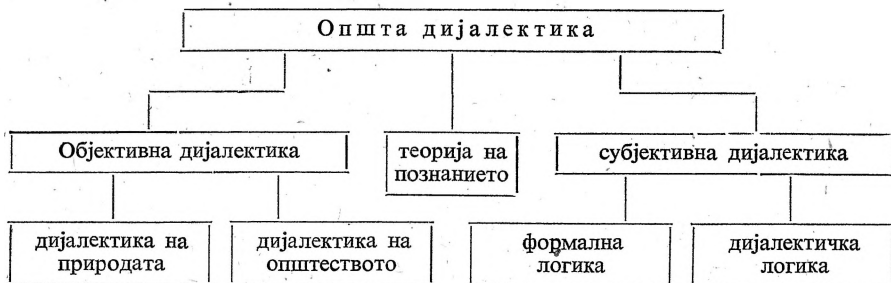 Општа дијалектика
Објективна дијалектика
теорија на
познанието
субјективна дијалектика
дијалектика на
природата
дијалектика на
општеството
формална
логика
дијалектичка
логика